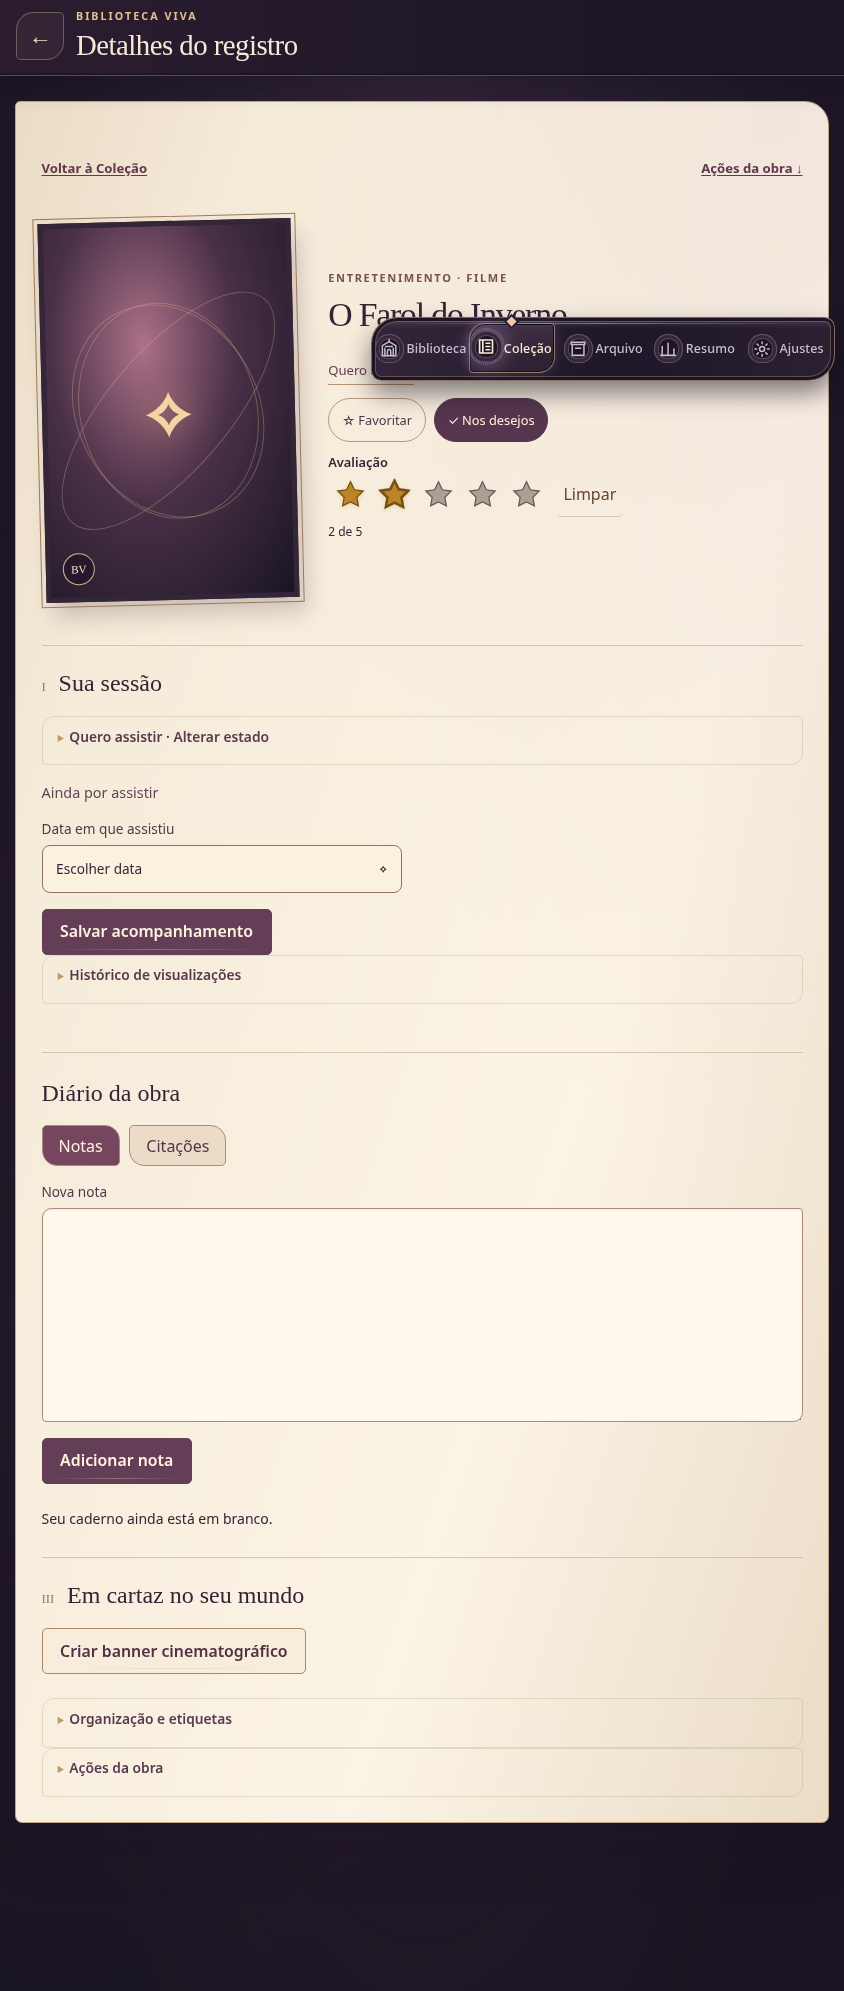 ←
BIBLIOTECA VIVA
Detalhes do registro
Voltar à Coleção
Ações da obra ↓
BV
ENTRETENIMENTO · FILME
O Farol do Inverno
Biblioteca
Coleção
Arquivo
Resumo
Ajustes
Quero
☆ Favoritar
✓ Nos desejos
Avaliação
Limpar
2 de 5
I Sua sessão
▸ Quero assistir · Alterar estado
Ainda por assistir
Data em que assistiu
Escolher data
Salvar acompanhamento
▸ Histórico de visualizações
Diário da obra
Notas
Citações
Nova nota
Adicionar nota
Seu caderno ainda está em branco.
III Em cartaz no seu mundo
Criar banner cinematográfico
▸ Organização e etiquetas
▸ Ações da obra